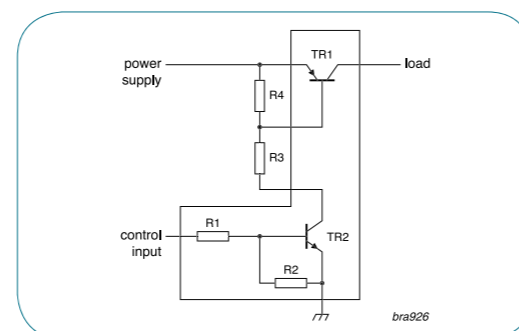 TR1
power
supply
load
R4
R3
R1
control
input
TR2
R2
bra926